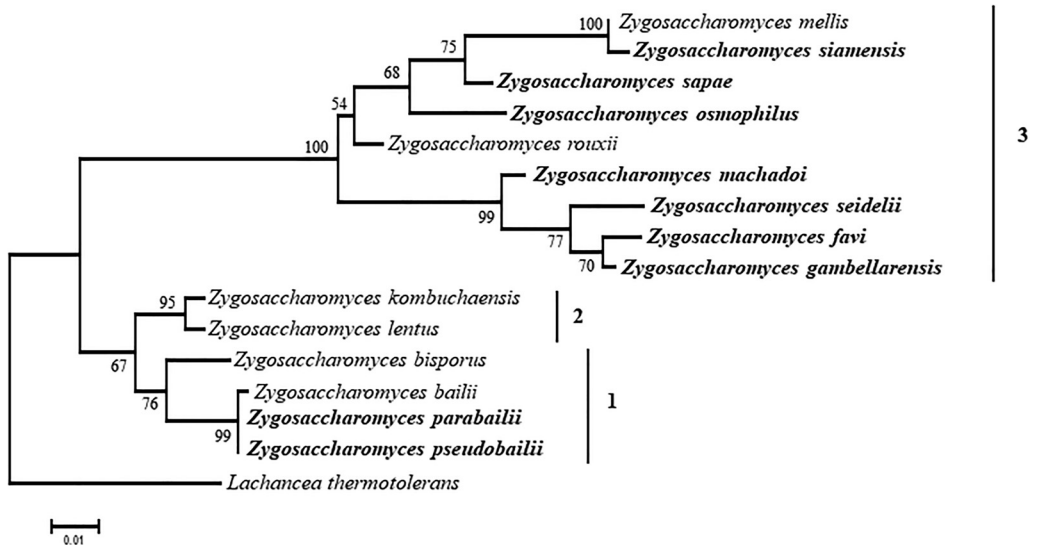 100 Zygosaccharomyces mellis
75 Zygosaccharomyces siamensis
68 Zygosaccharomyces sapae
54 Zygosaccharomyces osmophilus
3
100 Zygosaccharomyces rouxii
Zygosaccharomyces machadoi
99 Zygosaccharomyces seidelii
77 Zygosaccharomyces favi
70 Zygosaccharomyces gambellarensis
95 Zygosaccharomyces kombuchaensis
2
Zygosaccharomyces lentus
67 Zygosaccharomyces bisporus
76 Zygosaccharomyces bailii
1
Zygosaccharomyces parabailii
99 Zygosaccharomyces pseudobailii
Lachancea thermotolerans
0.01